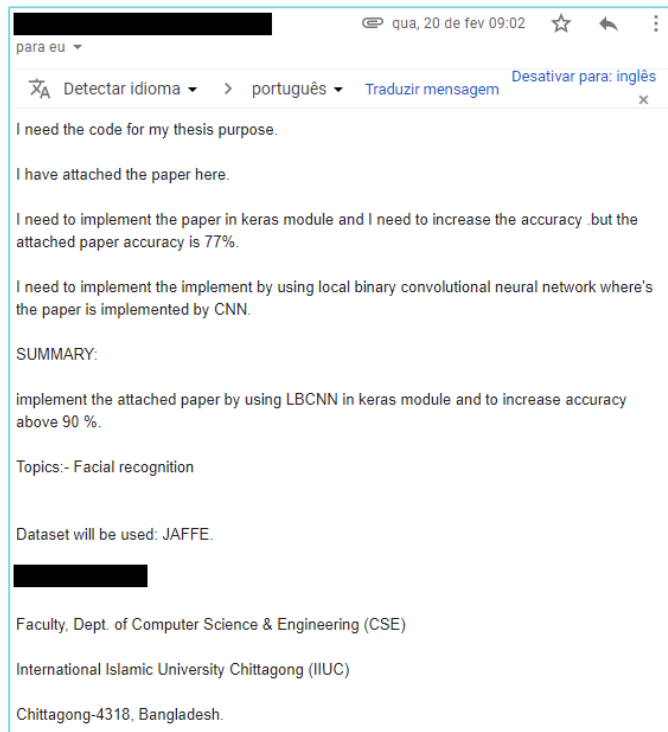 qua, 20 de fev 09:02
para eu
Detectar idioma > português Traduzir mensagem Desativar para: inglês x
I need the code for my thesis purpose.
I have attached the paper here.
I need to implement the paper in keras module and I need to increase the accuracy .but the
attached paper accuracy is 77%.
I need to implement the implement by using local binary convolutional neural network where's
the paper is implemented by CNN.
SUMMARY:
implement the attached paper by using LBCNN in keras module and to increase accuracy
above 90 %.
Topics:- Facial recognition
Dataset will be used: JAFFE.
Faculty, Dept. of Computer Science & Engineering (CSE)
International Islamic University Chittagong (IIUC)
Chittagong-4318, Bangladesh.